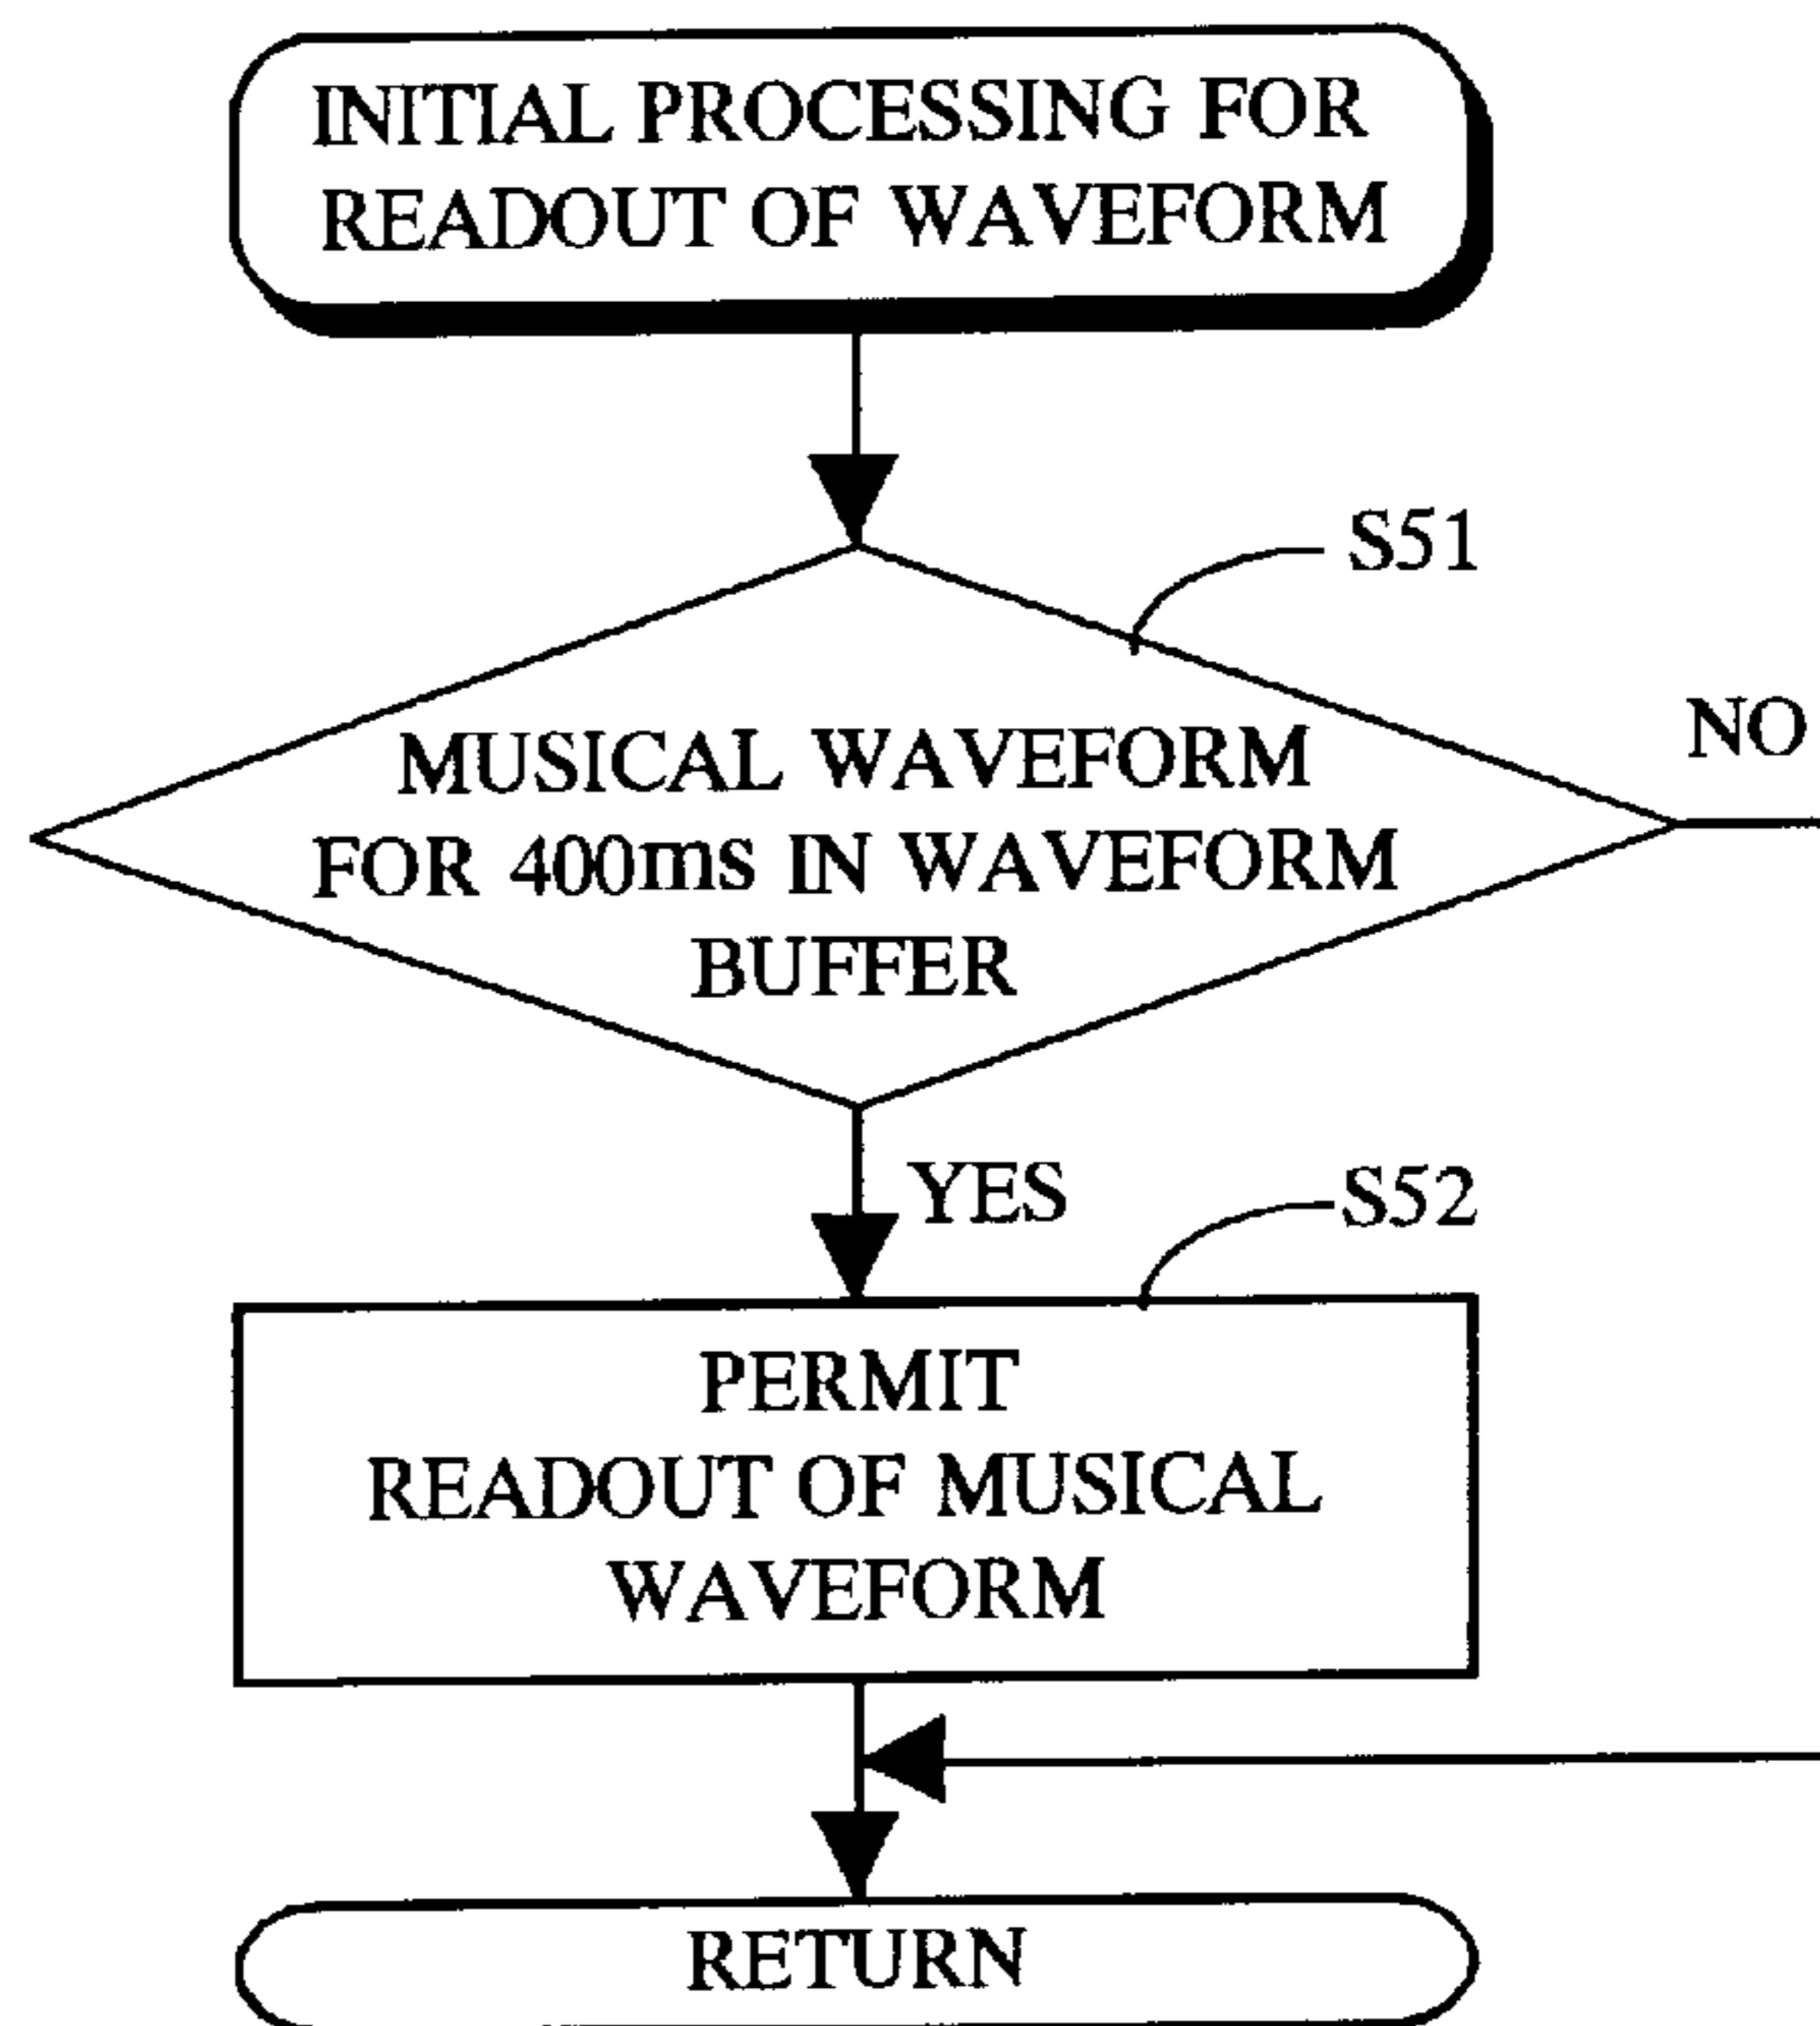 INITIAL PROCESSING FOR
READOUT OF WAVEFORM
S51
MUSICAL WAVEFORM
FOR 400ms IN WAVEFORM
BUFFER
NO
YES
S52
PERMIT
READOUT OF MUSICAL
WAVEFORM
RETURN